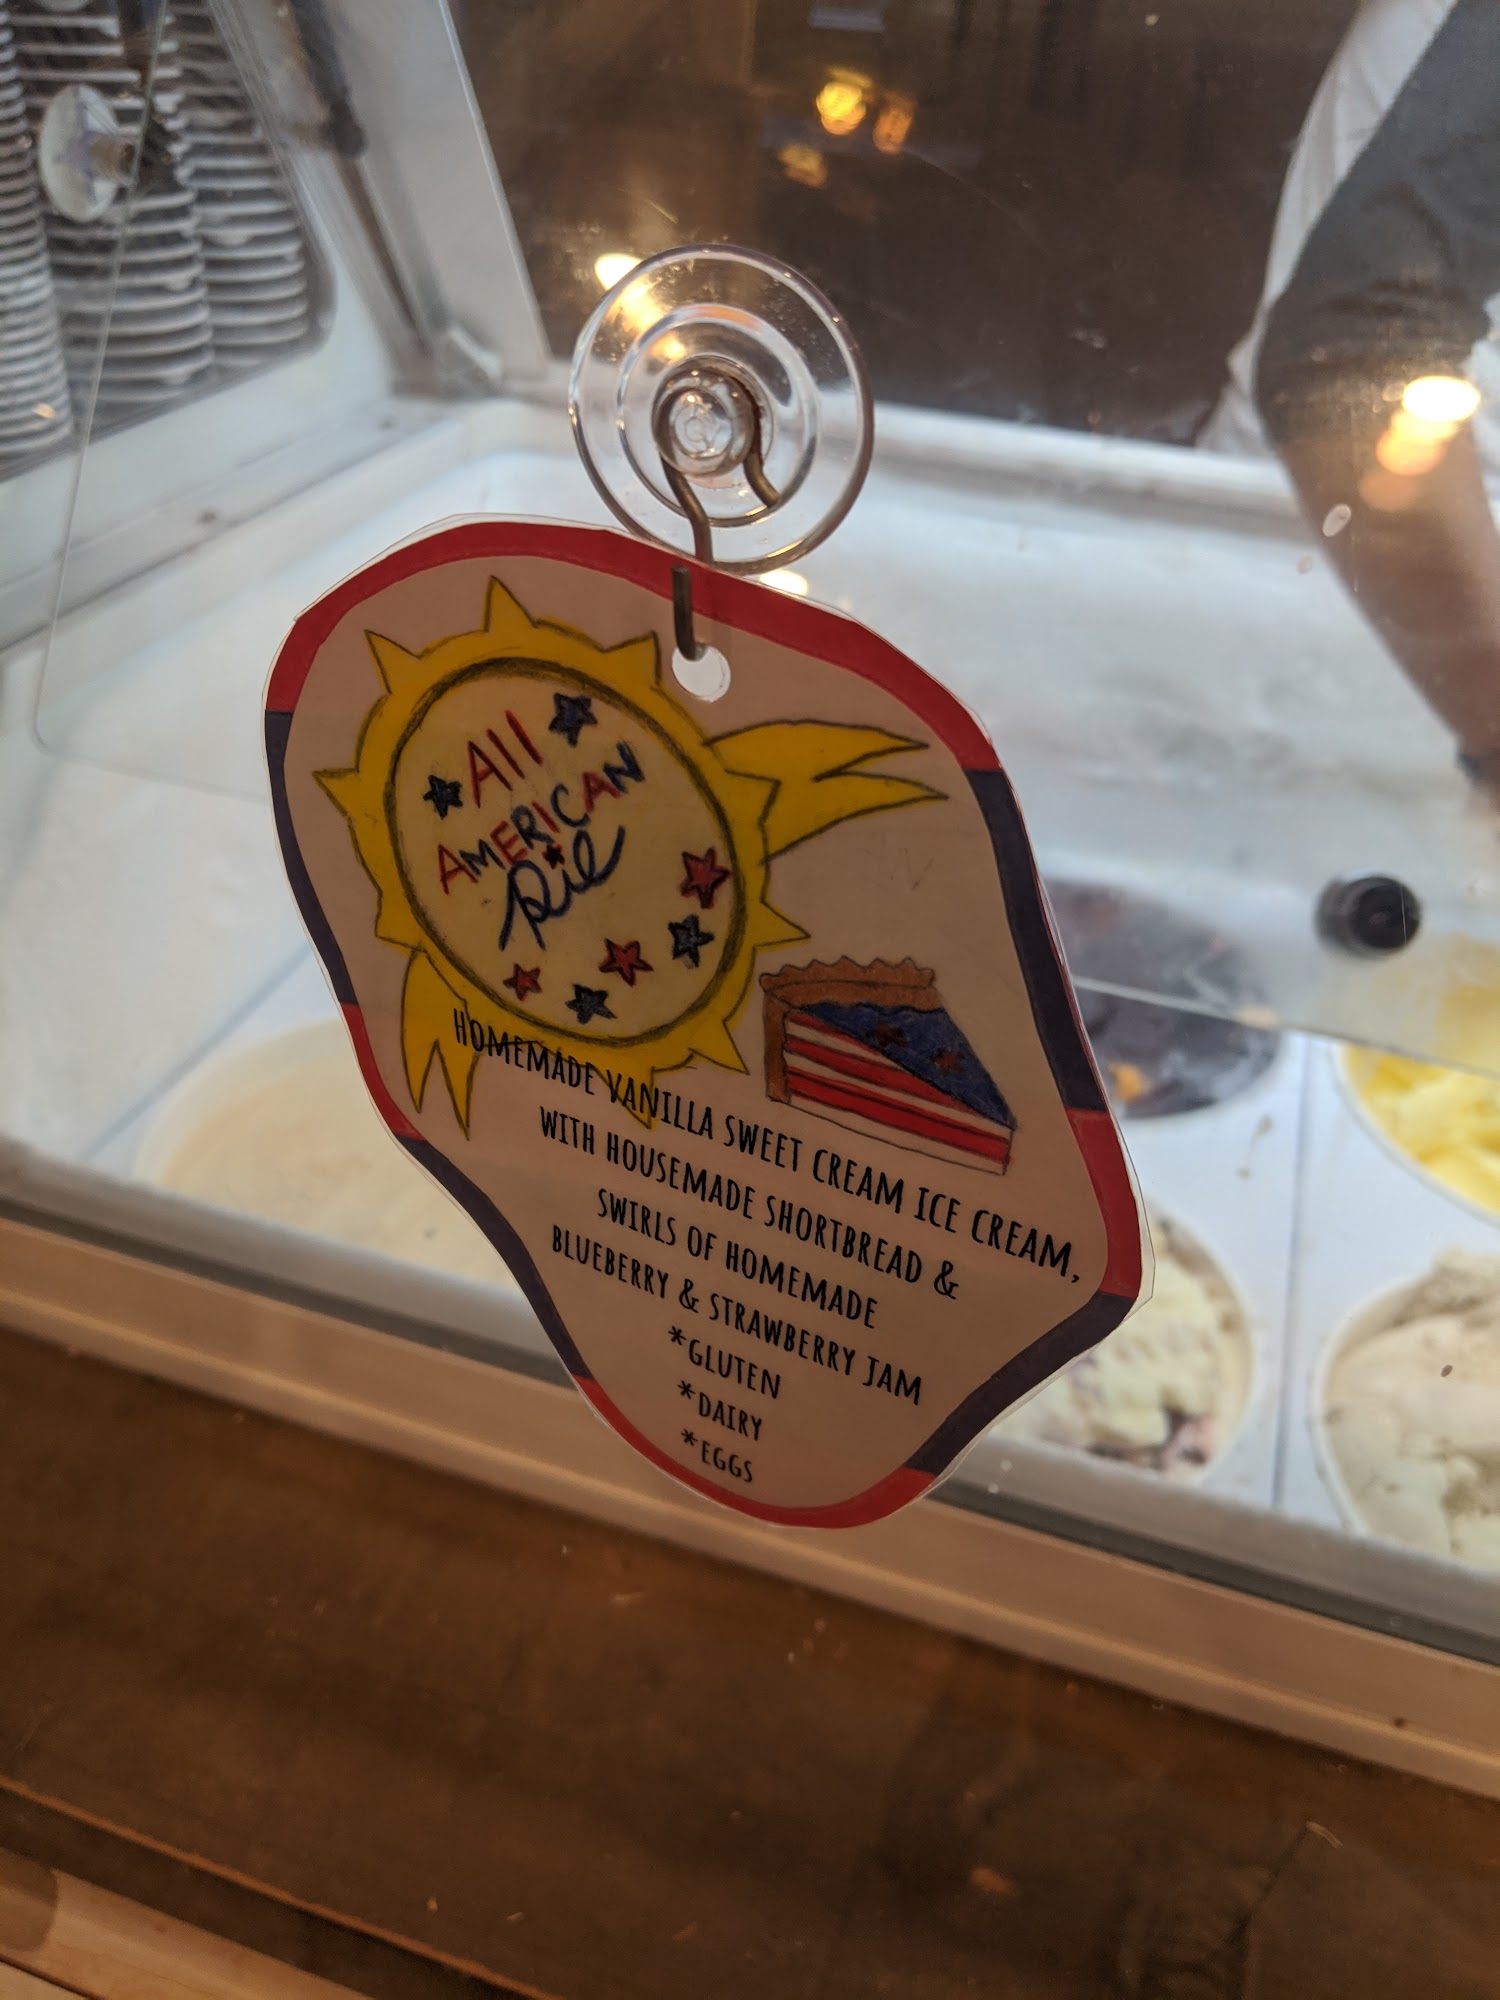 All
AMERICAN
Pie
HOMEMADE VANILLA SWEET CREAM ICE CREAM,
WITH HOUSEMADE SHORTBREAD &
SWIRLS OF HOMEMADE
BLUEBERRY & STRAWBERRY JAM
*GLUTEN
*DAIRY
*EGGS